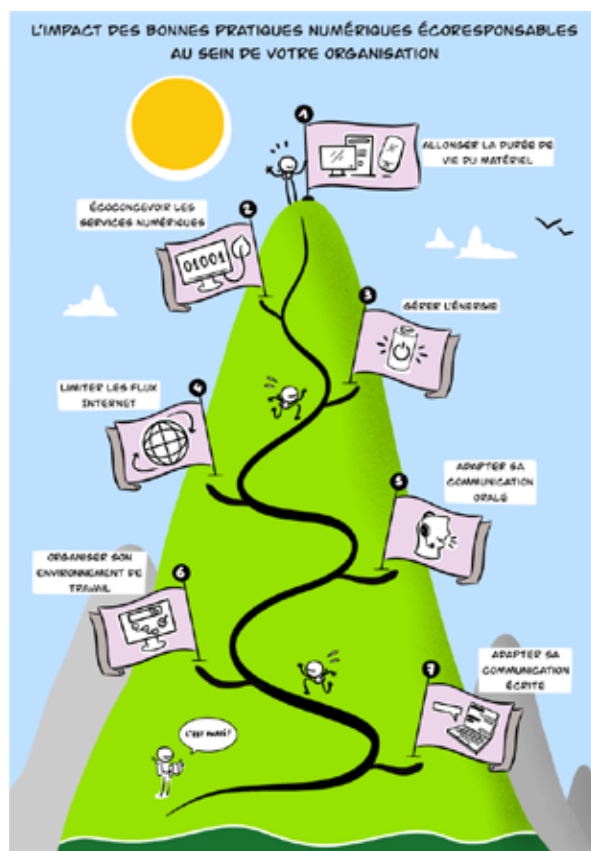 L'IMPACT DES BONNES PRATIQUES NUMÉRIQUES ÉCORESPONSABLES
AU SEIN DE VOTRE ORGANISATION
1
ALLONGER LA DURÉE DE
VIE DU MATÉRIEL
2
ÉCOCONCEVOIR LES
SERVICES NUMÉRIQUES
01001
3
GÉRER L'ÉNERGIE
4
LIMITER LES FLUX
INTERNET
5
ADAPTER SA
COMMUNICATION
ORALE
6
ORGANISER SON
ENVIRONNEMENT DE
TRAVAIL
7
ADAPTER SA
COMMUNICATION
ÉCRITE
C'EST